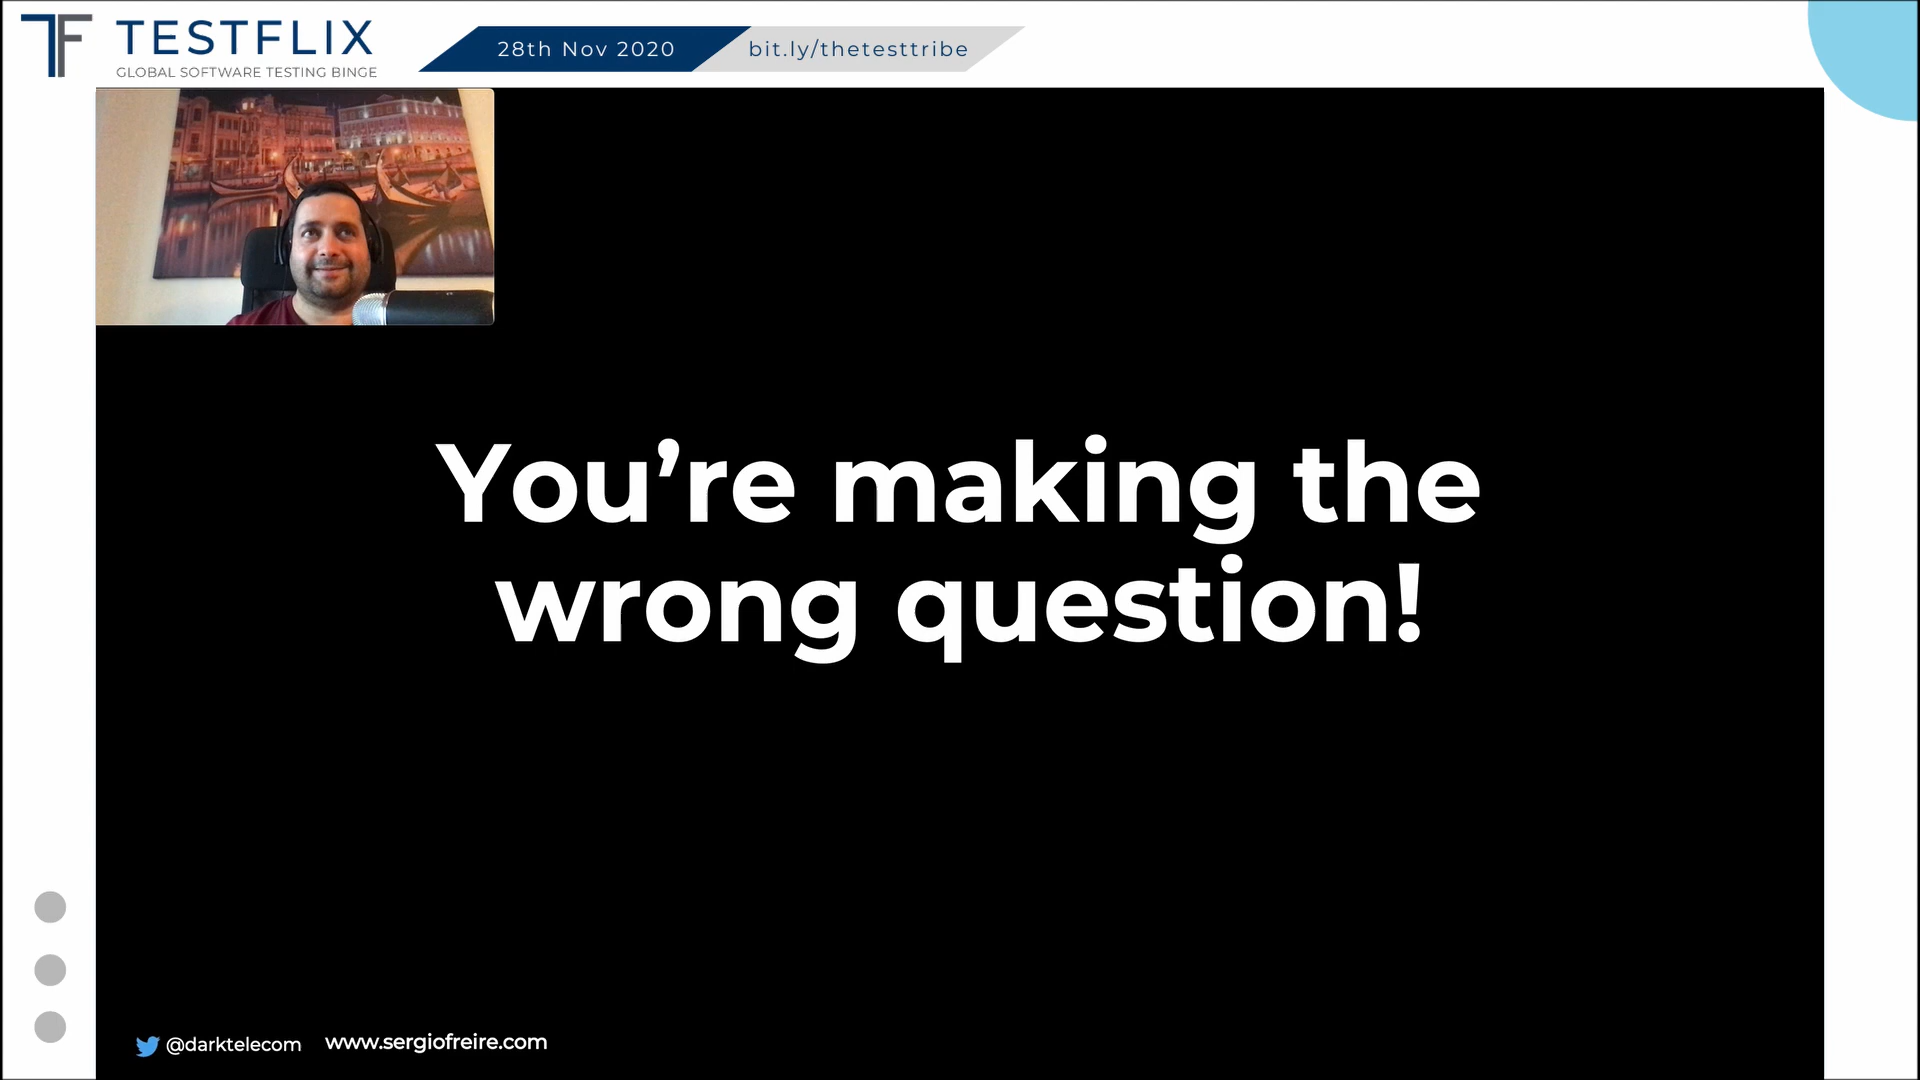 TF TESTFLIX
GLOBAL SOFTWARE TESTING BINGE
28th Nov 2020
bit.ly/thetesttribe
You’re making the
wrong question!
@darktelecom
www.sergiofreire.com